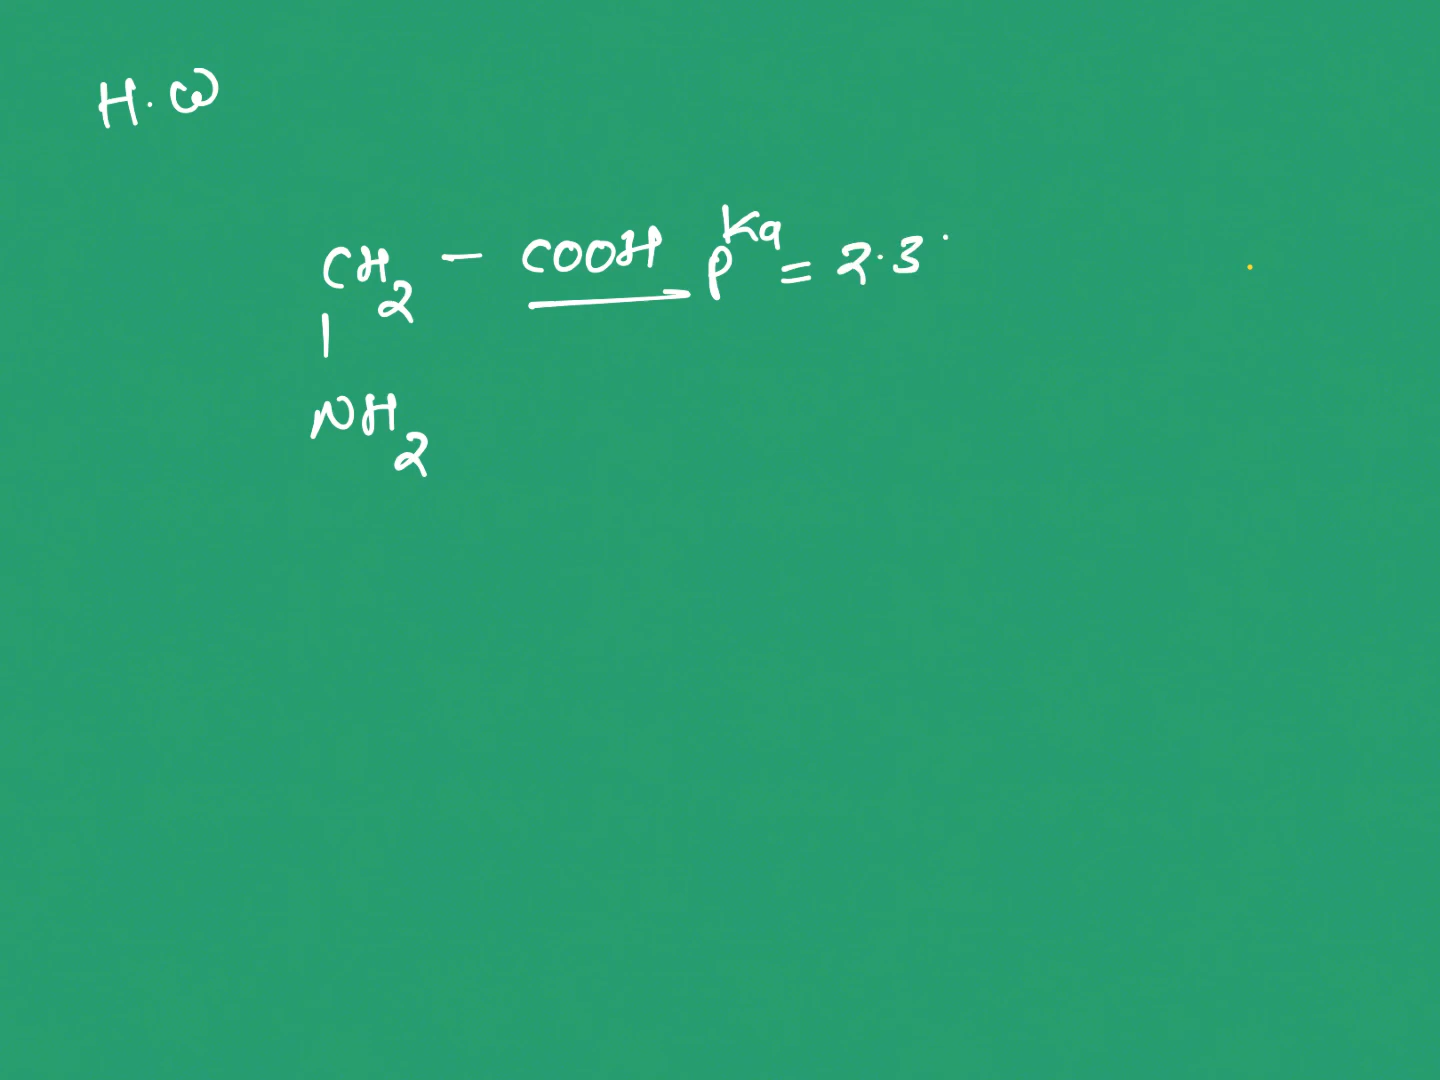 H.W
CH2 - COOH pKa = 2.3
|
NH2